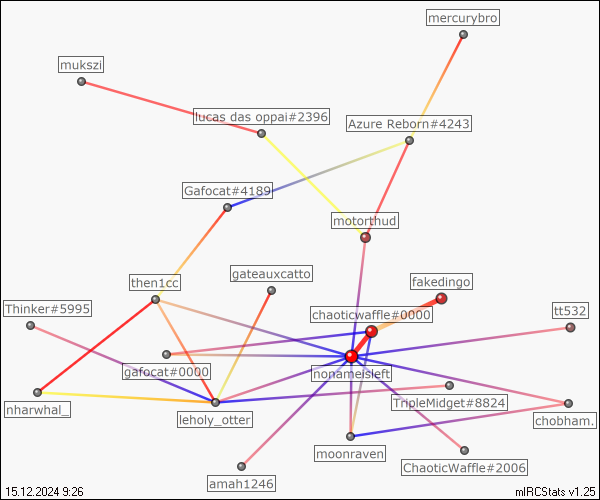 mercurybro
mukszi
lucas das oppai#2396
Azure Reborn#4243
Gafocat#4189
motorthud
gateauxcatto
fakedingo
then1cc
Thinker#5995
chaoticwaffle#0000
tt532
gafocat#0000
nonameisleft
nharwhal_
leholy_otter
TripleMidget#8824
chobham.
moonraven
ChaoticWaffle#2006
amah1246
15.12.2024 9:26
mIRCStats v1.25